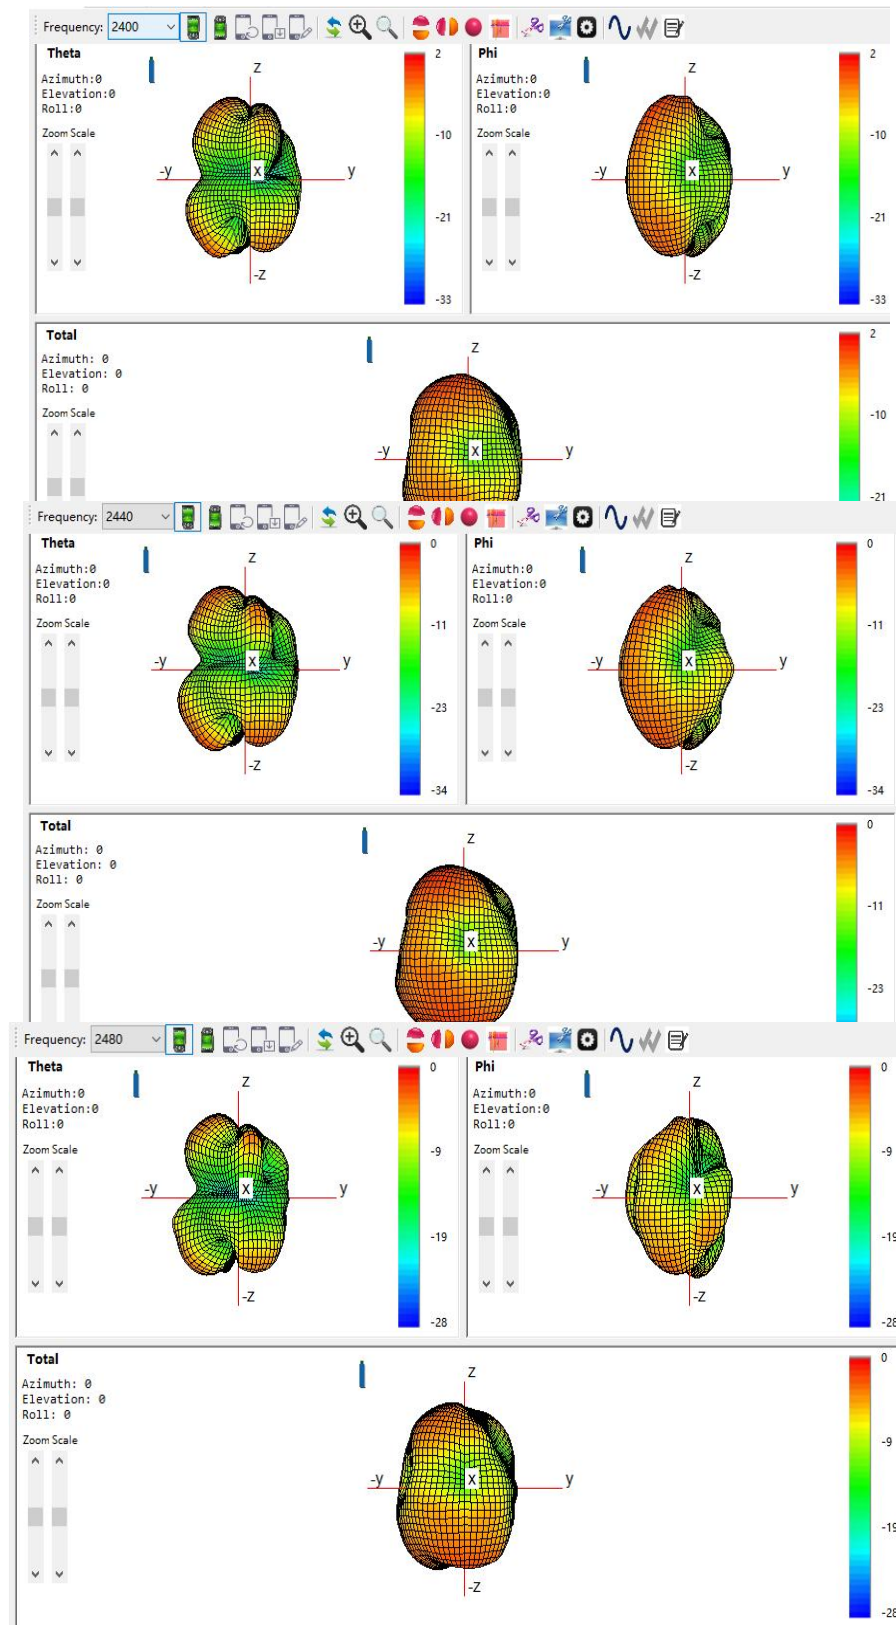 Frequency: 2400
Theta
Azimuth:0
Elevation:0
Roll:0
Zoom Scale
Z
-y
X
y
-Z
2
-10
-21
-33
Phi
Azimuth:0
Elevation:0
Roll:0
Zoom Scale
Z
-y
X
y
-Z
2
-10
-21
-33
Total
Azimuth: 0
Elevation: 0
Roll: 0
Zoom Scale
Z
-y
X
y
2
-10
-21
Frequency: 2440
Theta
Azimuth:0
Elevation:0
Roll:0
Zoom Scale
Z
-y
X
y
-Z
0
-11
-23
-34
Phi
Azimuth:0
Elevation:0
Roll:0
Zoom Scale
Z
-y
X
y
-Z
0
-11
-23
-34
Total
Azimuth: 0
Elevation: 0
Roll: 0
Zoom Scale
Z
-y
X
y
0
-11
-23
Frequency: 2480
Theta
Azimuth:0
Elevation:0
Roll:0
Zoom Scale
Z
-y
X
y
-Z
0
-9
-19
-28
Phi
Azimuth:0
Elevation:0
Roll:0
Zoom Scale
Z
-y
X
y
-Z
0
-9
-19
-28
Total
Azimuth: 0
Elevation: 0
Roll: 0
Zoom Scale
Z
-y
X
y
-Z
0
-9
-19
-28